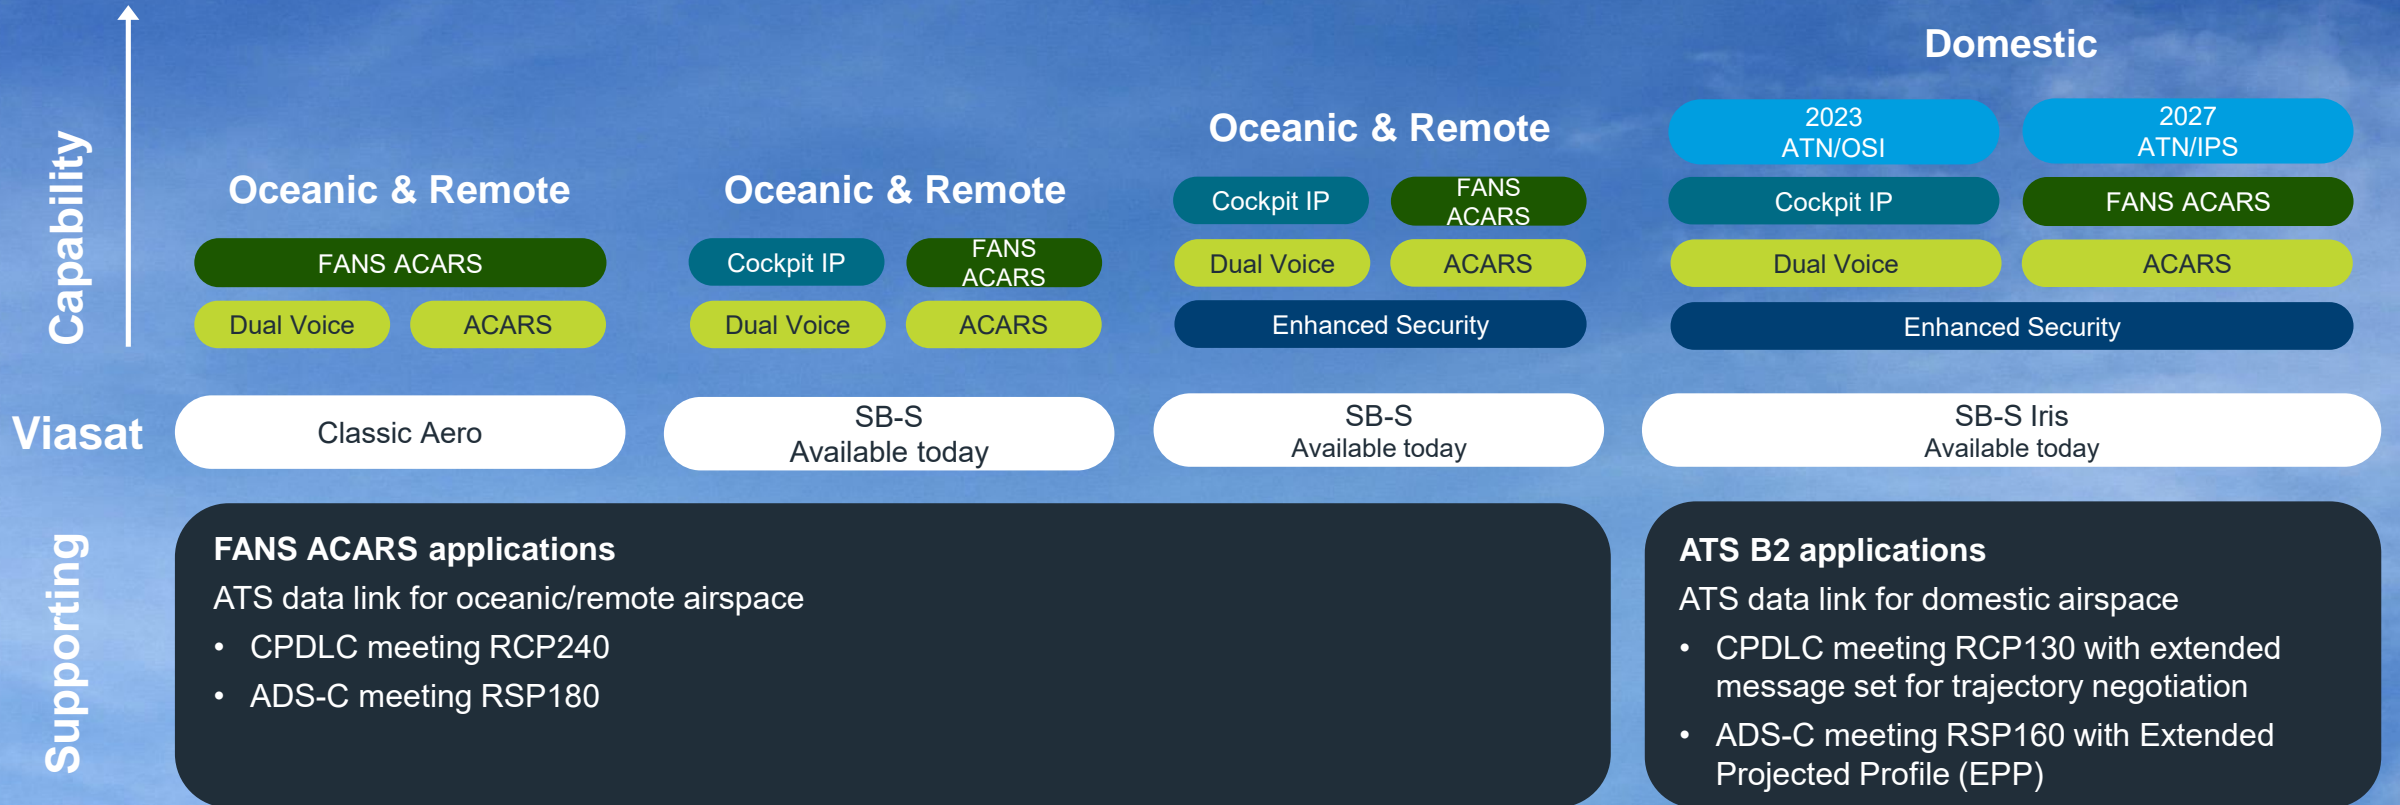 Capability
Oceanic & Remote
FANS ACARS
Dual Voice
ACARS
Oceanic & Remote
Cockpit IP
FANS
ACARS
Dual Voice
ACARS
Oceanic & Remote
Cockpit IP
FANS
ACARS
Dual Voice
ACARS
Enhanced Security
Domestic
2023
ATN/OSI
2027
ATN/IPS
Cockpit IP
FANS ACARS
Dual Voice
ACARS
Enhanced Security
Viasat
Classic Aero
SB-S
Available today
SB-S
Available today
SB-S Iris
Available today
Supporting
FANS ACARS applications
ATS data link for oceanic/remote airspace
• CPDLC meeting RCP240
• ADS-C meeting RSP180
ATS B2 applications
ATS data link for domestic airspace
• CPDLC meeting RCP130 with extended
message set for trajectory negotiation
• ADS-C meeting RSP160 with Extended
Projected Profile (EPP)